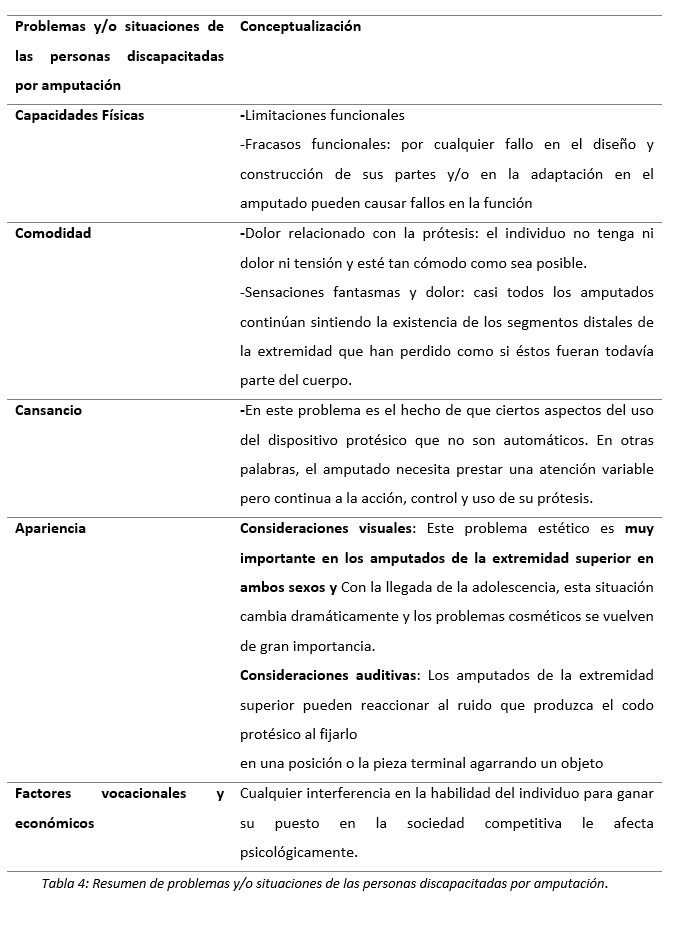 Problemas y/o situaciones de las personas discapacitadas por amputación
Conceptualización
Capacidades Físicas
-Limitaciones funcionales
-Fracasos funcionales: por cualquier fallo en el diseño y
construcción de sus partes y/o en la adaptación en el
amputado pueden causar fallos en la función
Comodidad
-Dolor relacionado con la prótesis: el individuo no tenga ni
dolor ni tensión y esté tan cómodo como sea posible.
-Sensaciones fantasmas y dolor: casi todos los amputados
continúan sintiendo la existencia de los segmentos distales de
la extremidad que han perdido como si éstos fueran todavía
parte del cuerpo.
Cansancio
-En este problema es el hecho de que ciertos aspectos del uso
del dispositivo protésico que no son automáticos. En otras
palabras, el amputado necesita prestar una atención variable
pero continua a la acción, control y uso de su prótesis.
Apariencia
Consideraciones visuales: Este problema estético es muy
importante en los amputados de la extremidad superior en
ambos sexos y Con la llegada de la adolescencia, esta situación
cambia dramáticamente y los problemas cosméticos se vuelven
de gran importancia.
Consideraciones auditivas: Los amputados de la extremidad
superior pueden reaccionar al ruido que produzca el codo
protésico al fijarlo
en una posición o la pieza terminal agarrando un objeto
Factores vocacionales y
económicos
Cualquier interferencia en la habilidad del individuo para ganar
su puesto en la sociedad competitiva le afecta
psicológicamente.
Tabla 4: Resumen de problemas y/o situaciones de las personas discapacitadas por amputación.